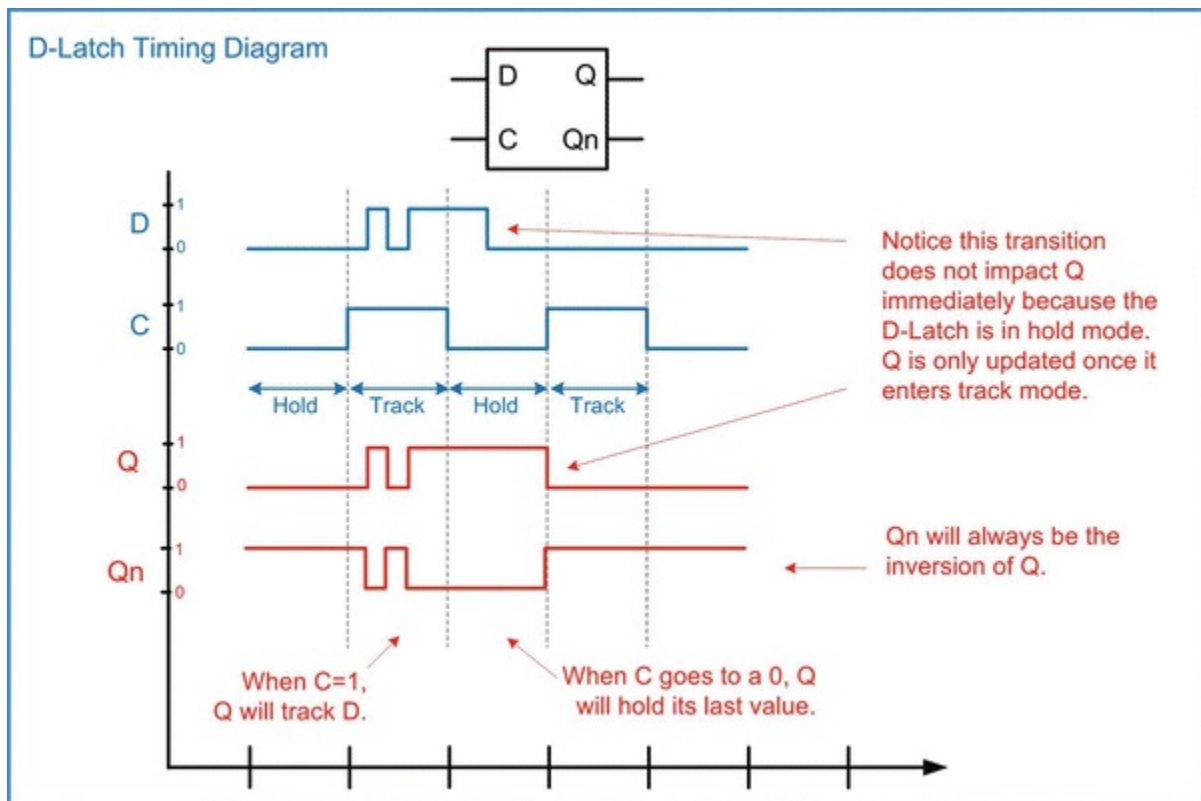 D-Latch Timing Diagram
D Q
C Qn
D
1
0
C
1
0
Hold Track Hold Track
Q
1
0
Qn
1
0
Notice this transition
does not impact Q
immediately because the
D-Latch is in hold mode.
Q is only updated once it
enters track mode.
Qn will always be the
inversion of Q.
When C=1,
Q will track D.
When C goes to a 0, Q
will hold its last value.